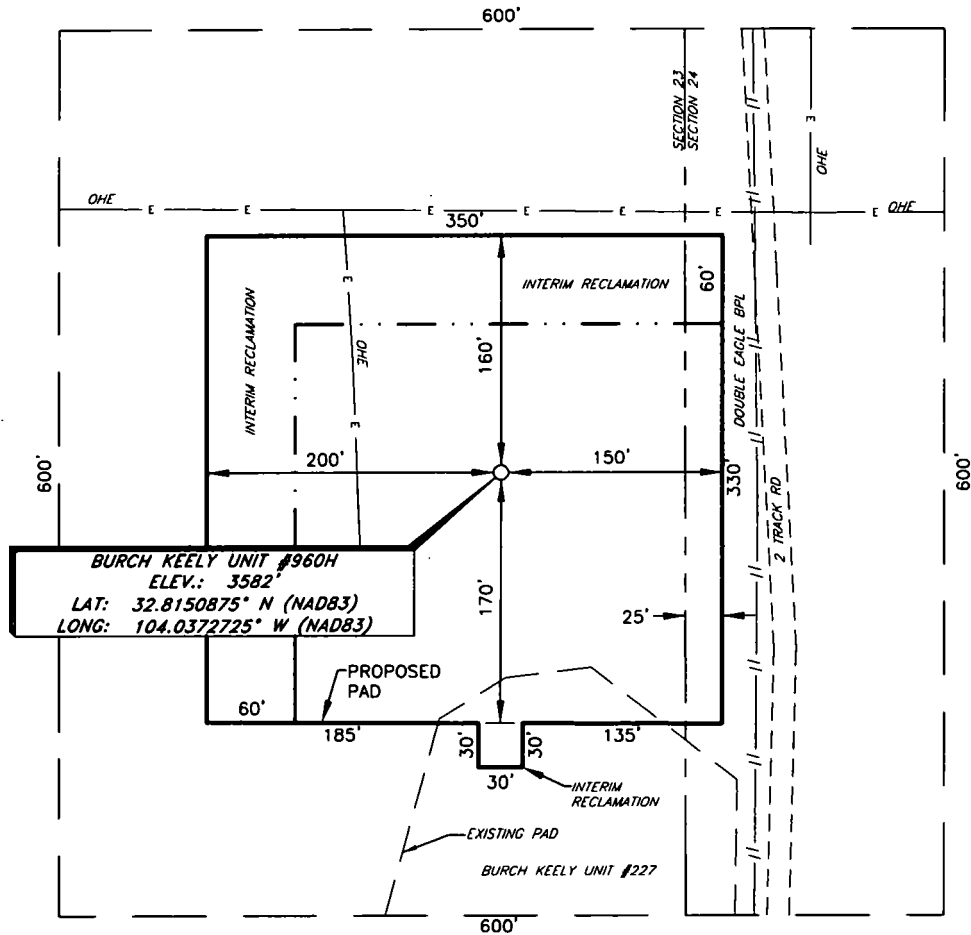 600'
SECTION 23
SECTION 24
OHE
E
E
E
E
E
E
E
OHE
E
OHE
350'
INTERIM RECLAMATION
60'
INTERIM RECLAMATION
E
OHE
E
160'
DOUBLE EAGLE BPL
600'
200'
150'
330'
600'
2 TRACK RD
BURCH KEELY UNIT #960H
ELEV.: 3582'
LAT: 32.8150875° N (NAD83)
LONG: 104.0372725° W (NAD83)
170'
25'
PROPOSED
PAD
60'
185'
30'
30'
135'
30'
INTERIM
RECLAMATION
EXISTING PAD
BURCH KEELY UNIT #227
600'